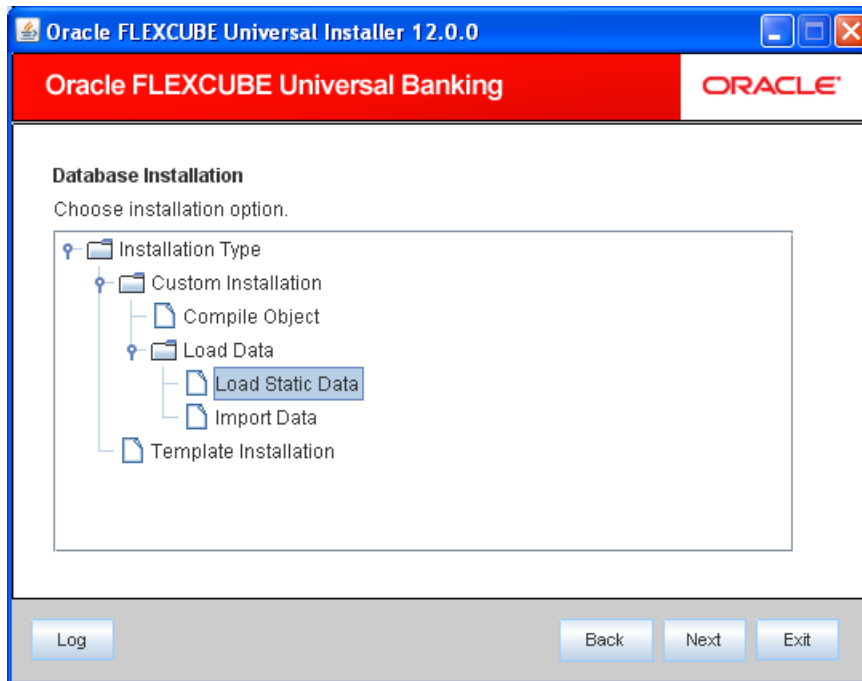 Oracle FLEXCUBE Universal Installer 12.0.0
Oracle FLEXCUBE Universal Banking
ORACLE
Database Installation
Choose installation option.
Installation Type
Custom Installation
Compile Object
Load Data
Load Static Data
Import Data
Template Installation
Log
Back
Next
Exit